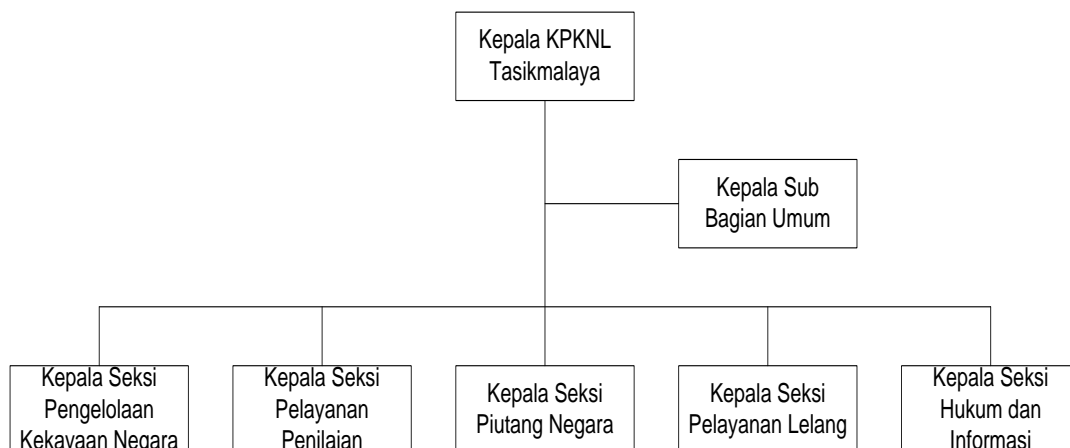 Kepala KPKNL
Tasikmalaya
Kepala Sub
Bagian Umum
Kepala Seksi
Pengelolaan
Kekayaan Negara
Kepala Seksi
Pelayanan
Penilaian
Kepala Seksi
Piutang Negara
Kepala Seksi
Pelayanan Lelang
Kepala Seksi
Hukum dan
Informasi